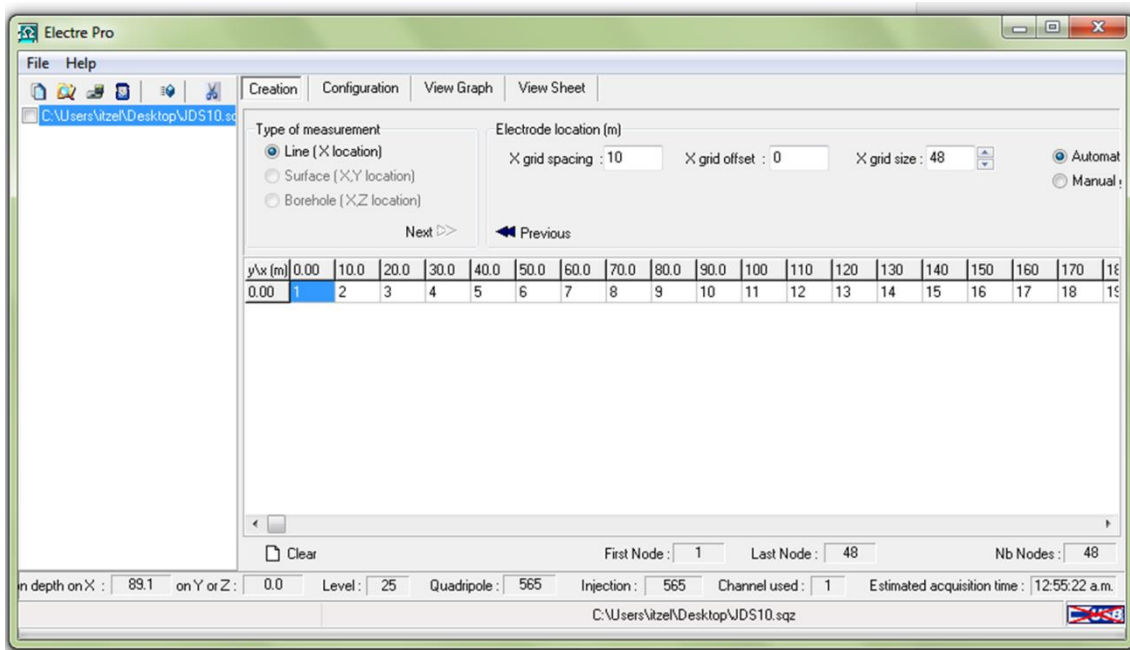 Electre Pro
File Help
Creation Configuration View Graph View Sheet
C:\Users\itzel\Desktop\JDS10.sq
Type of measurement
Line (X location)
Surface (X,Y location)
Borehole (X,Z location)
Next
Electrode location (m)
X grid spacing : 10 X grid offset : 0 X grid size : 48
Automat
Manual
Previous
y\x (m) 0.00 10.0 20.0 30.0 40.0 50.0 60.0 70.0 80.0 90.0 100 110 120 130 140 150 160 170 18
0.00 1 2 3 4 5 6 7 8 9 10 11 12 13 14 15 16 17 18 19
Clear First Node : 1 Last Node : 48 Nb Nodes : 48
n depth on X : 89.1 on Y or Z : 0.0 Level : 25 Quadripole : 565 Injection : 565 Channel used : 1 Estimated acquisition time : 12:55:22 a.m.
C:\Users\itzel\Desktop\JDS10.sqz
USB